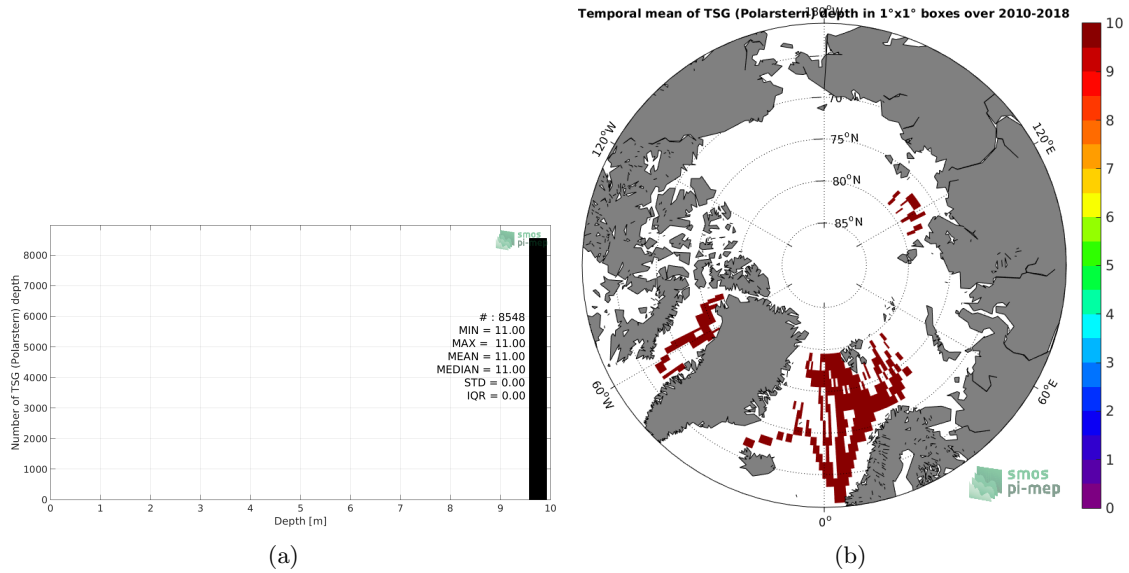 Number of TSG (Polarstern) depth
8000
7000
6000
5000
4000
3000
2000
1000
0
smos
pi-mep
# : 8548
MIN = 11.00
MAX = 11.00
MEAN = 11.00
MEDIAN = 11.00
STD = 0.00
IQR = 0.00
0 1 2 3 4 5 6 7 8 9 10
Depth [m]
(a)
Temporal mean of TSG (Polarstern) depth in 1°x1° boxes over 2010-2018
180°W
120°W
120°E
75°N
80°N
85°N
60°W
60°E
0°
smos
pi-mep
10
9
8
7
6
5
4
3
2
1
0
(b)